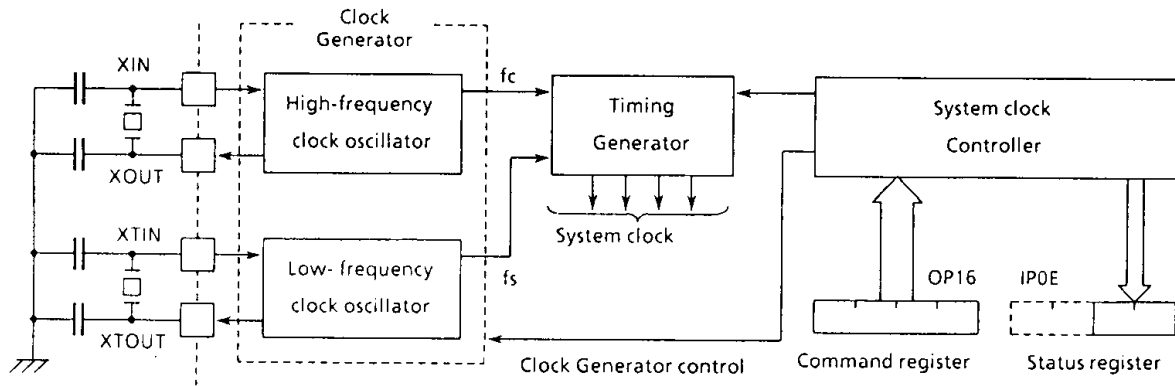 Clock
Generator
XIN
XOUT
XTIN
XTOUT
High-frequency
clock oscillator
Low- frequency
clock oscillator
fc
fs
Timing
Generator
System clock
System clock
Controller
OP16
IP0E
Clock Generator control
Command register
Status register